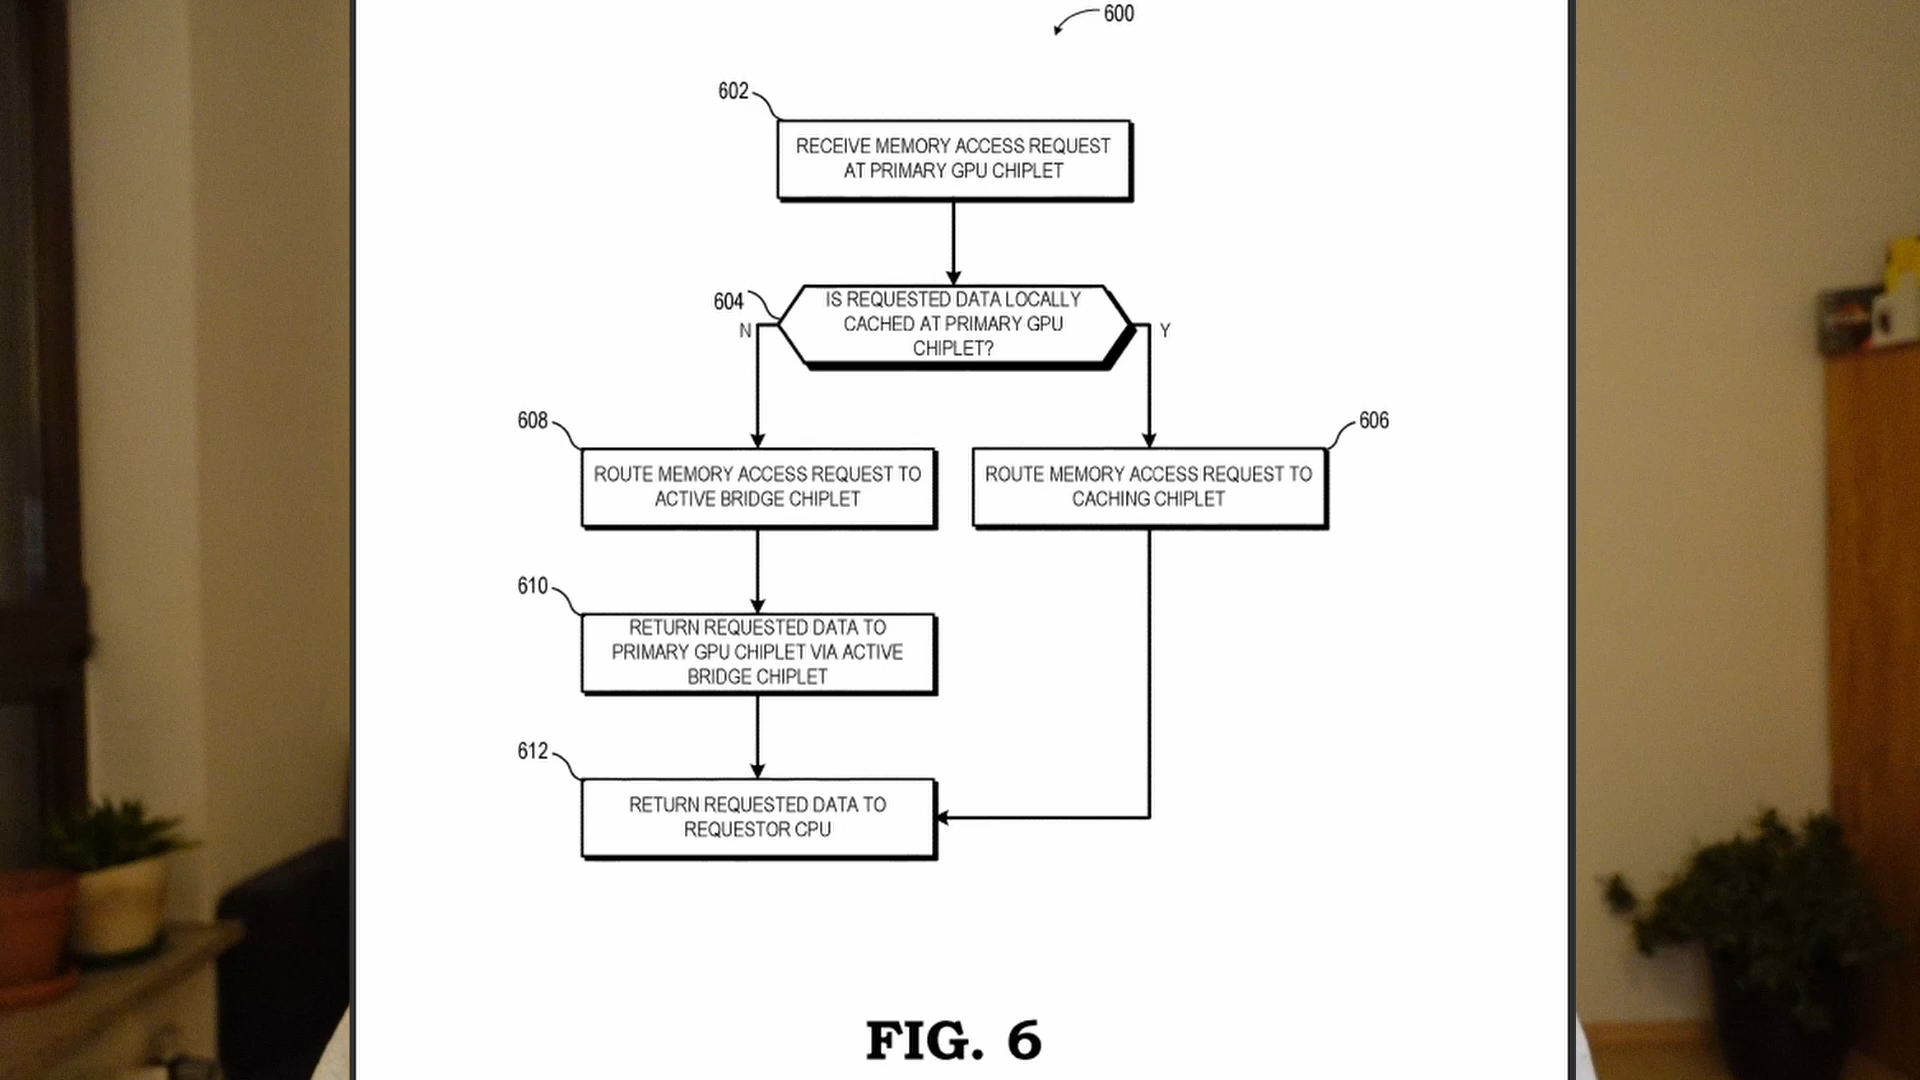 600
602
RECEIVE MEMORY ACCESS REQUEST
AT PRIMARY GPU CHIPLET
604
IS REQUESTED DATA LOCALLY
CACHED AT PRIMARY GPU
CHIPLET?
N
Y
608
606
ROUTE MEMORY ACCESS REQUEST TO
ACTIVE BRIDGE CHIPLET
ROUTE MEMORY ACCESS REQUEST TO
CACHING CHIPLET
610
RETURN REQUESTED DATA TO
PRIMARY GPU CHIPLET VIA ACTIVE
BRIDGE CHIPLET
612
RETURN REQUESTED DATA TO
REQUESTOR CPU
FIG. 6